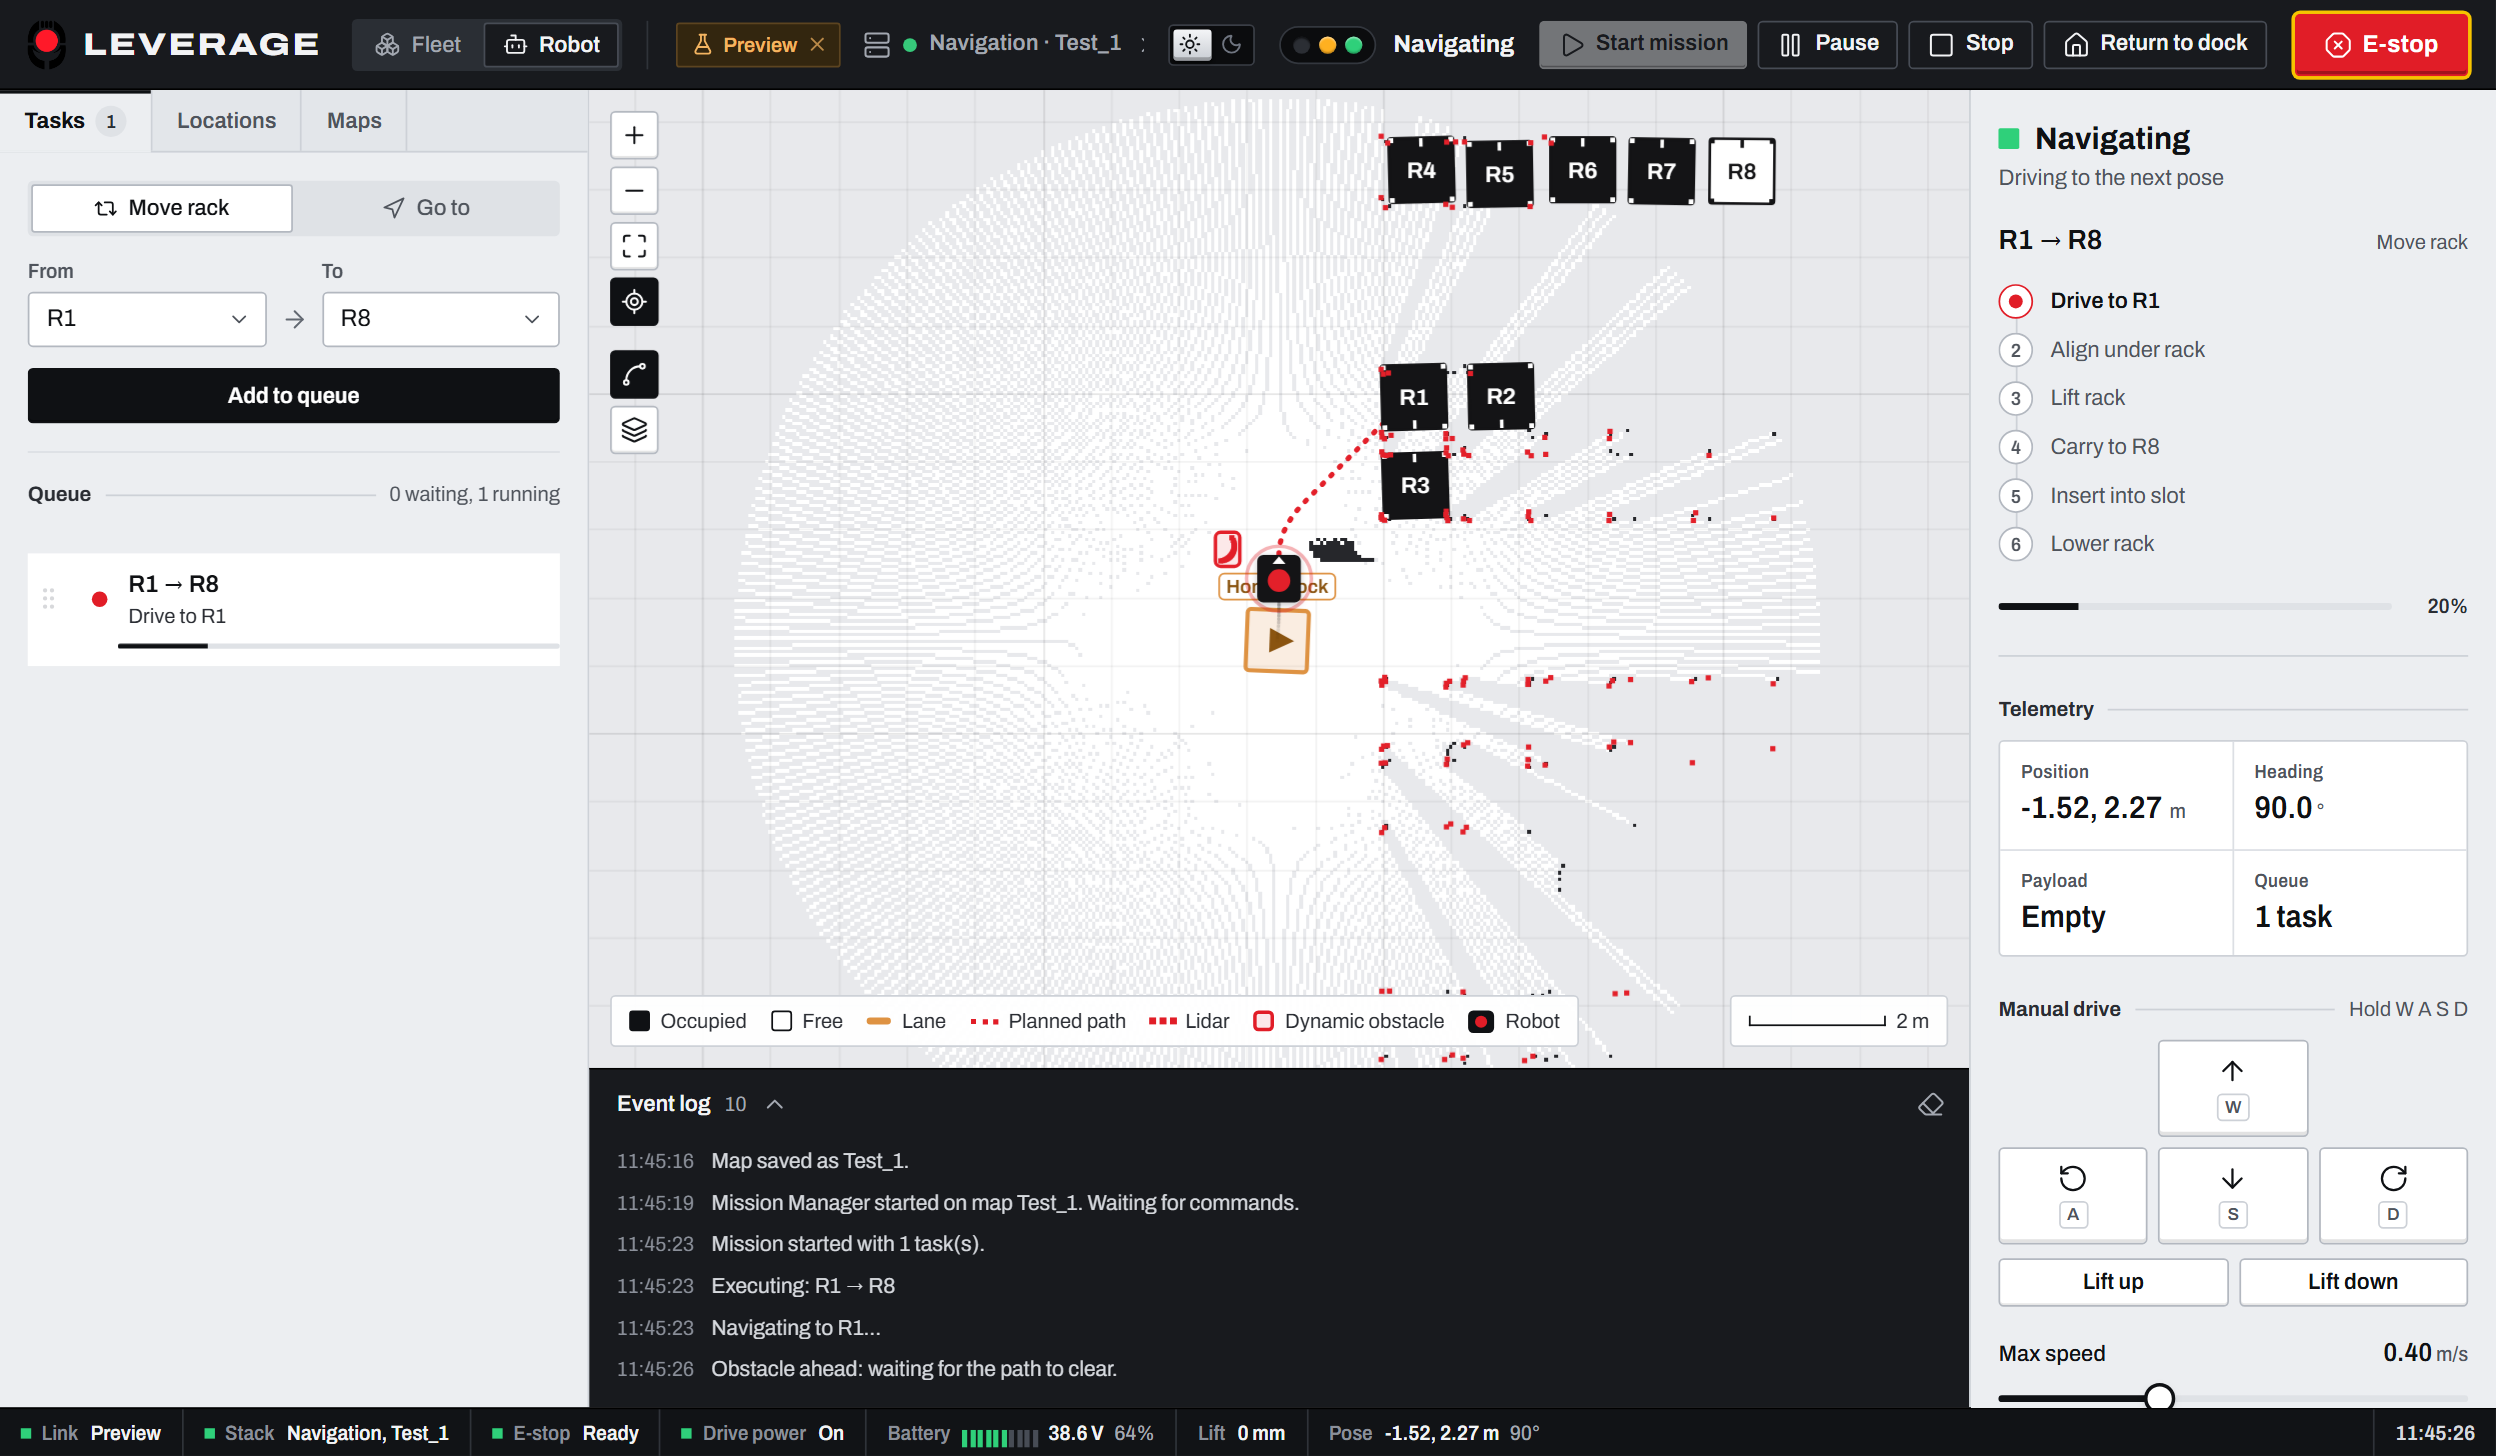 LEVERAGE
Fleet
Robot
Preview
Navigation · Test_1
Navigating
Start mission
Pause
Stop
Return to dock
E-stop
Tasks 1
Locations
Maps
Move rack
Go to
From
To
R1
R8
Add to queue
Queue
0 waiting, 1 running
R1 → R8
Drive to R1
R4
R5
R6
R7
R8
R1
R2
R3
Occupied
Free
Lane
Planned path
Lidar
Dynamic obstacle
Robot
2 m
Event log 10
11:45:16 Map saved as Test_1.
11:45:19 Mission Manager started on map Test_1. Waiting for commands.
11:45:23 Mission started with 1 task(s).
11:45:23 Executing: R1 → R8
11:45:23 Navigating to R1...
11:45:26 Obstacle ahead: waiting for the path to clear.
Navigating
Driving to the next pose
R1 → R8
Move rack
Drive to R1
2 Align under rack
3 Lift rack
4 Carry to R8
5 Insert into slot
6 Lower rack
20%
Telemetry
Position
-1.52, 2.27 m
Heading
90.0°
Payload
Empty
Queue
1 task
Manual drive
Hold W A S D
W
A
S
D
Lift up
Lift down
Max speed
0.40 m/s
Link Preview
Stack Navigation, Test_1
E-stop Ready
Drive power On
Battery 38.6 V 64%
Lift 0 mm
Pose -1.52, 2.27 m 90°
11:45:26